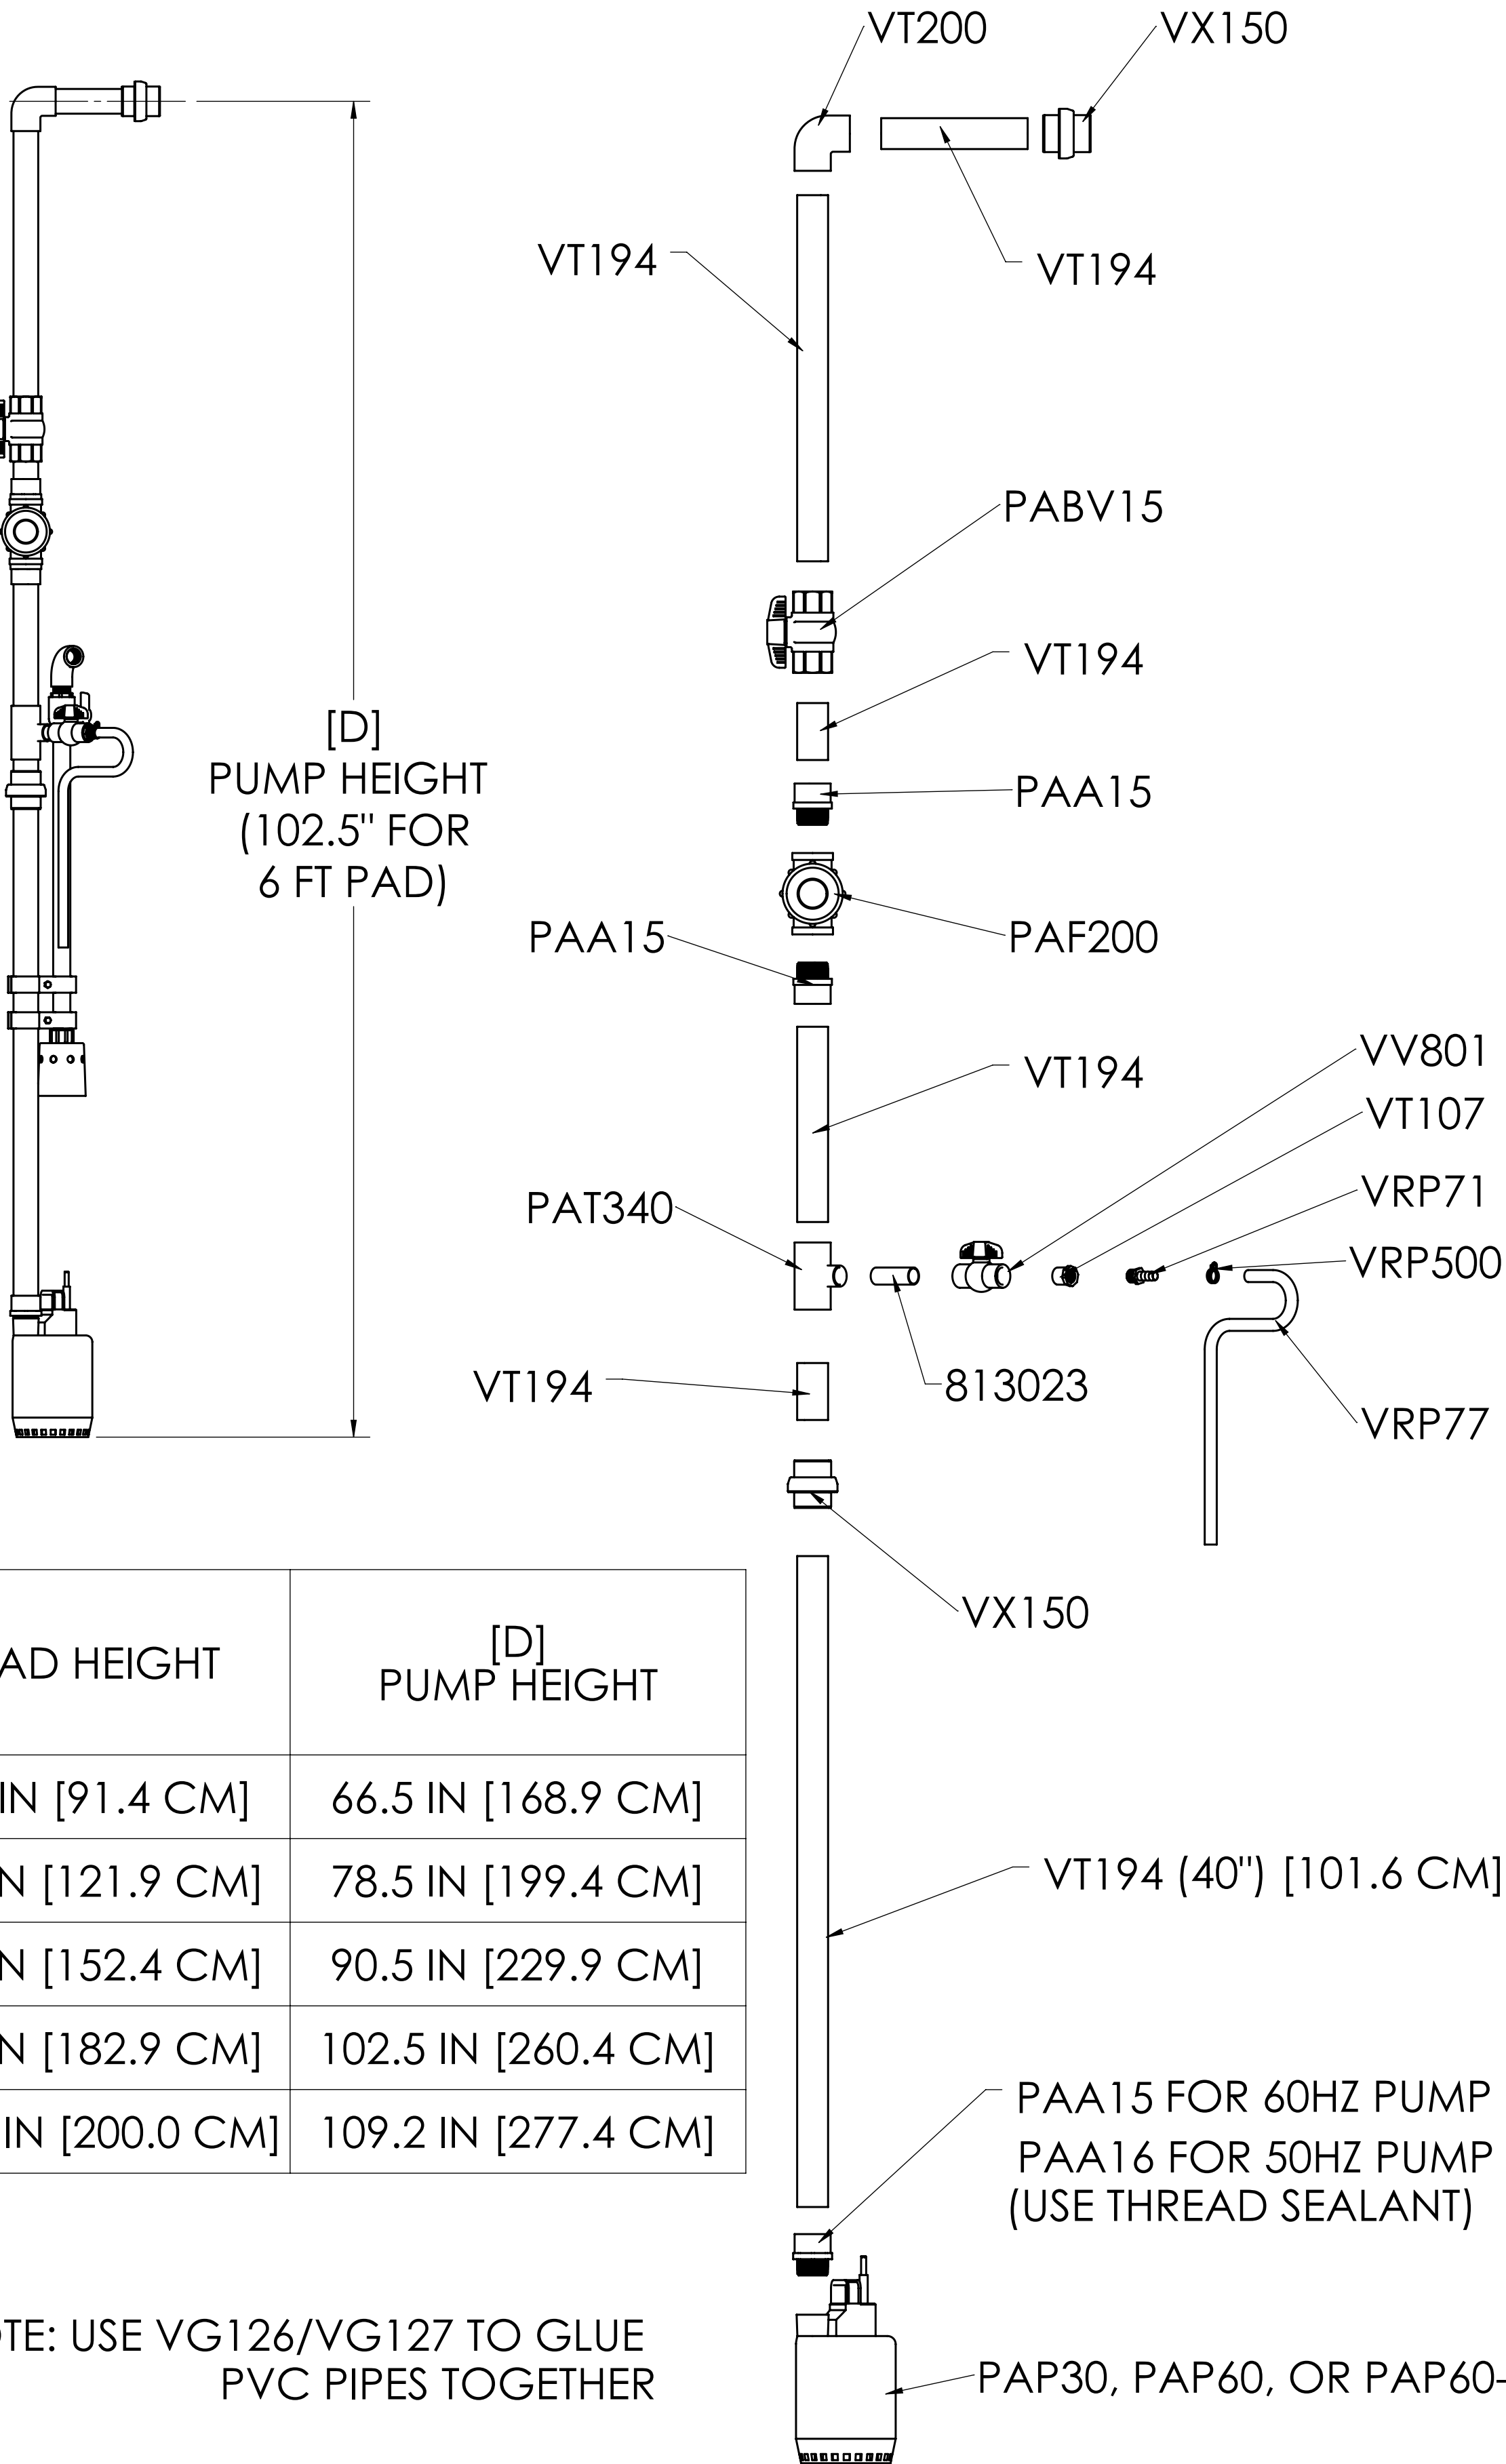 VT200
VX150
VT194
VT194
PABV15
VT194
[D]
PUMP HEIGHT
(102.5" FOR
6 FT PAD)
PAA15
PAA15
PAF200
VT194
VV801
VT107
VRP71
VRP500
PAT340
813023
VT194
VRP77
VX150
AD HEIGHT
[D]
PUMP HEIGHT
IN [91.4 CM]
66.5 IN [168.9 CM]
N [121.9 CM]
78.5 IN [199.4 CM]
N [152.4 CM]
90.5 IN [229.9 CM]
N [182.9 CM]
102.5 IN [260.4 CM]
IN [200.0 CM]
109.2 IN [277.4 CM]
VT194 (40") [101.6 CM]
PAA15 FOR 60HZ PUMP
PAA16 FOR 50HZ PUMP
(USE THREAD SEALANT)
OTE: USE VG126/VG127 TO GLUE
PVC PIPES TOGETHER
PAP30, PAP60, OR PAP60-